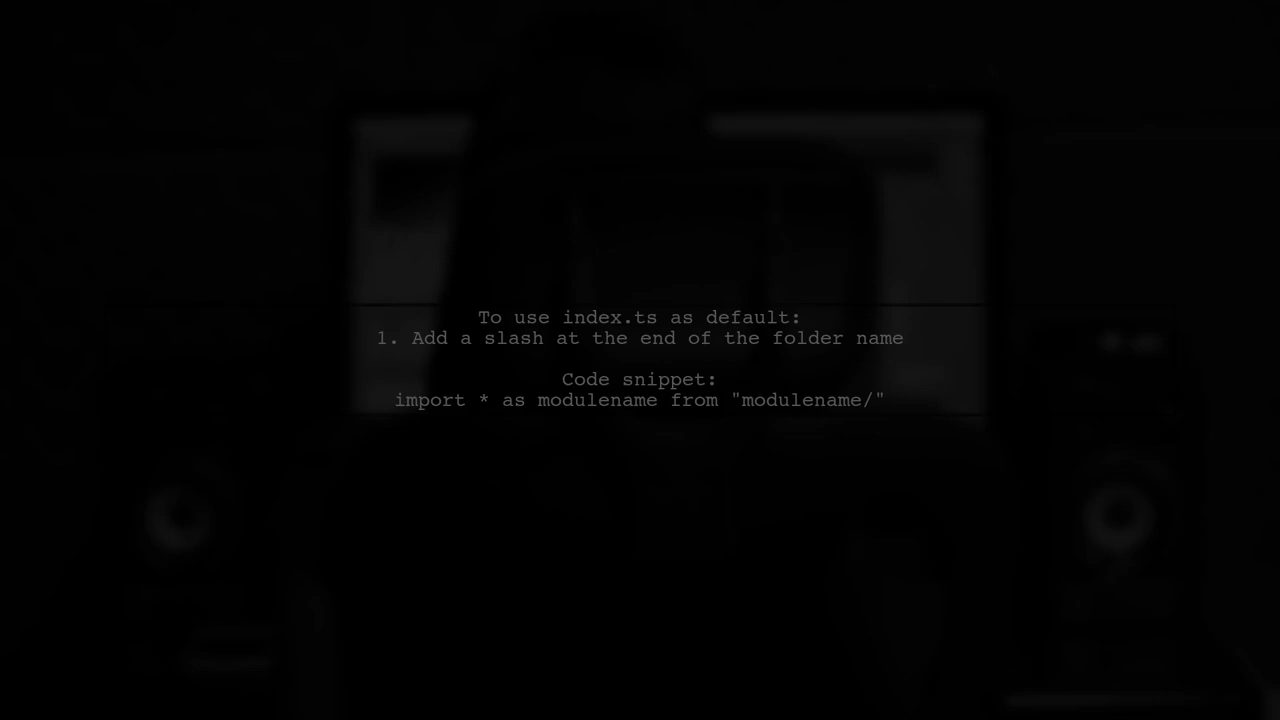 To use index.ts as default:
1. Add a slash at the end of the folder name
Code snippet:
import * as modulename from "modulename/"